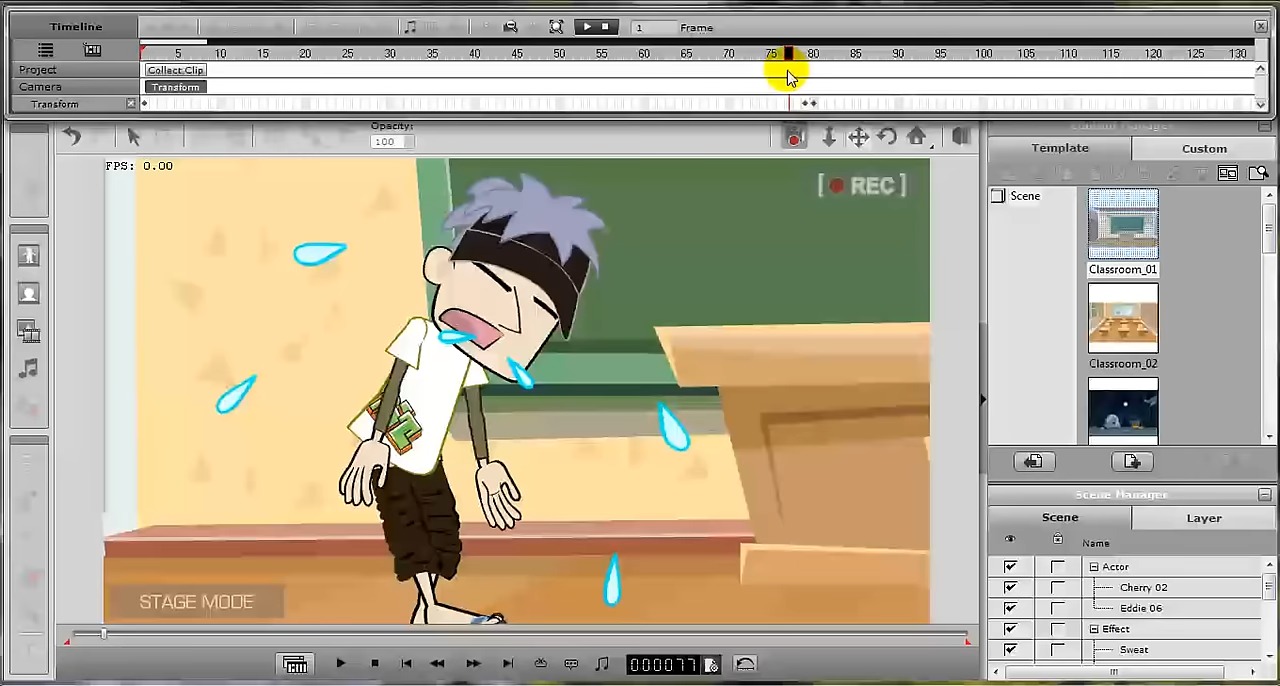 Timeline
1 Frame
5 10 15 20 25 30 35 40 45 50 55 60 65 70 75 80 85 90 95 100 105 110 115 120 125 130
Project
Collect Clip
Camera
Transform
Transform
Opacity:
100
FPS: 0.00
[ REC ]
STAGE MODE
000077
Content Manager
Template Custom
Scene
Classroom_01
Classroom_02
Scene Manager
Scene Layer
Name
Actor
Cherry 02
Eddie 06
Effect
Sweat